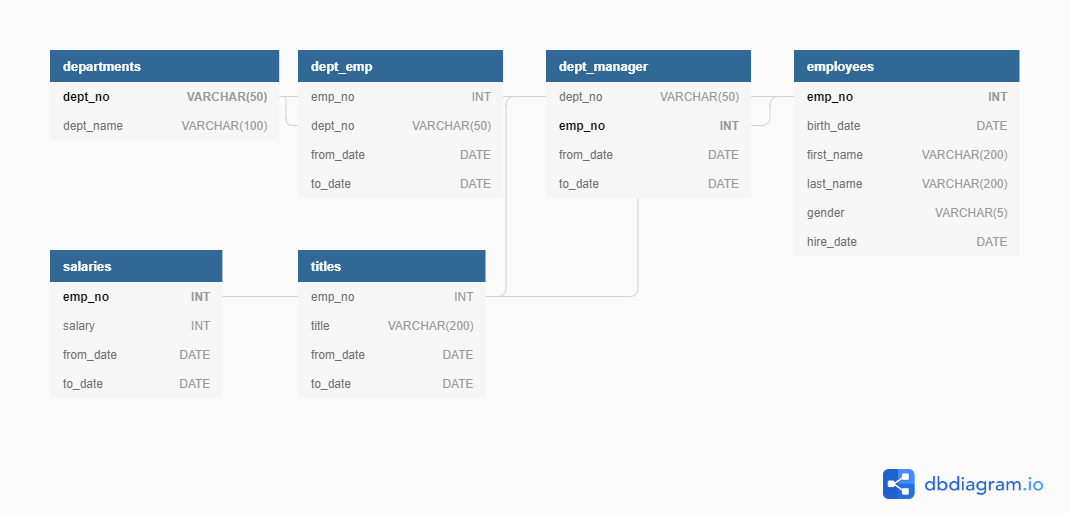 departments
dept_no VARCHAR(50)
dept_name VARCHAR(100)
dept_emp
emp_no INT
dept_no VARCHAR(50)
from_date DATE
to_date DATE
dept_manager
dept_no VARCHAR(50)
emp_no INT
from_date DATE
to_date DATE
employees
emp_no INT
birth_date DATE
first_name VARCHAR(200)
last_name VARCHAR(200)
gender VARCHAR(5)
hire_date DATE
salaries
emp_no INT
salary INT
from_date DATE
to_date DATE
titles
emp_no INT
title VARCHAR(200)
from_date DATE
to_date DATE
dbdiagram.io